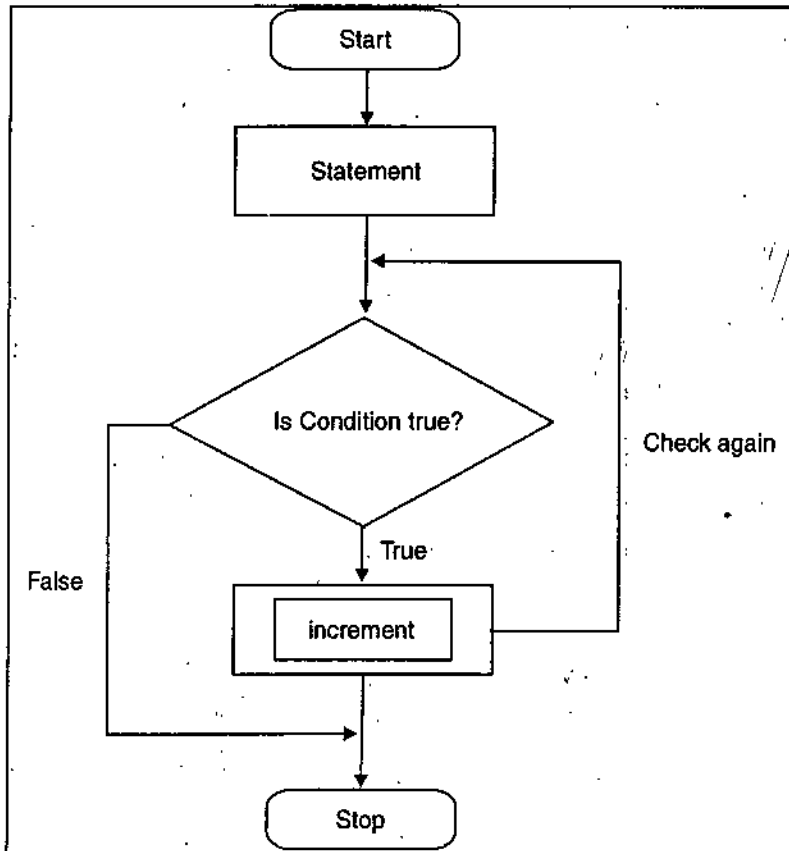 Start
Statement
Is Condition true?
Check again
True
False
increment
Stop